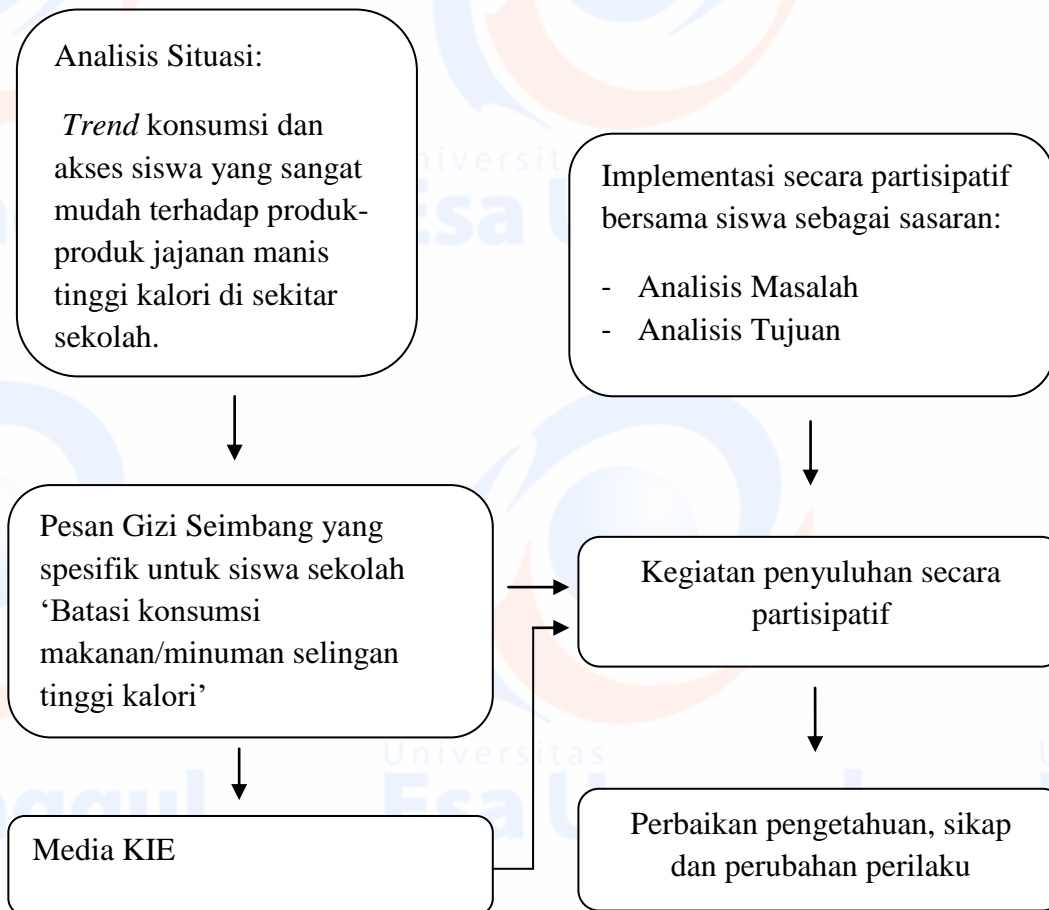 Analisis Situasi:
Trend konsumsi dan
akses siswa yang sangat
mudah terhadap produk-
produk jajanan manis
tinggi kalori di sekitar
sekolah.
Implementasi secara partisipatif
bersama siswa sebagai sasaran:
- Analisis Masalah
- Analisis Tujuan
Pesan Gizi Seimbang yang
spesifik untuk siswa sekolah
‘Batasi konsumsi
makanan/minuman selingan
tinggi kalori’
Kegiatan penyuluhan secara
partisipatif
Media KIE
Perbaikan pengetahuan, sikap
dan perubahan perilaku
Universitas
Esa U